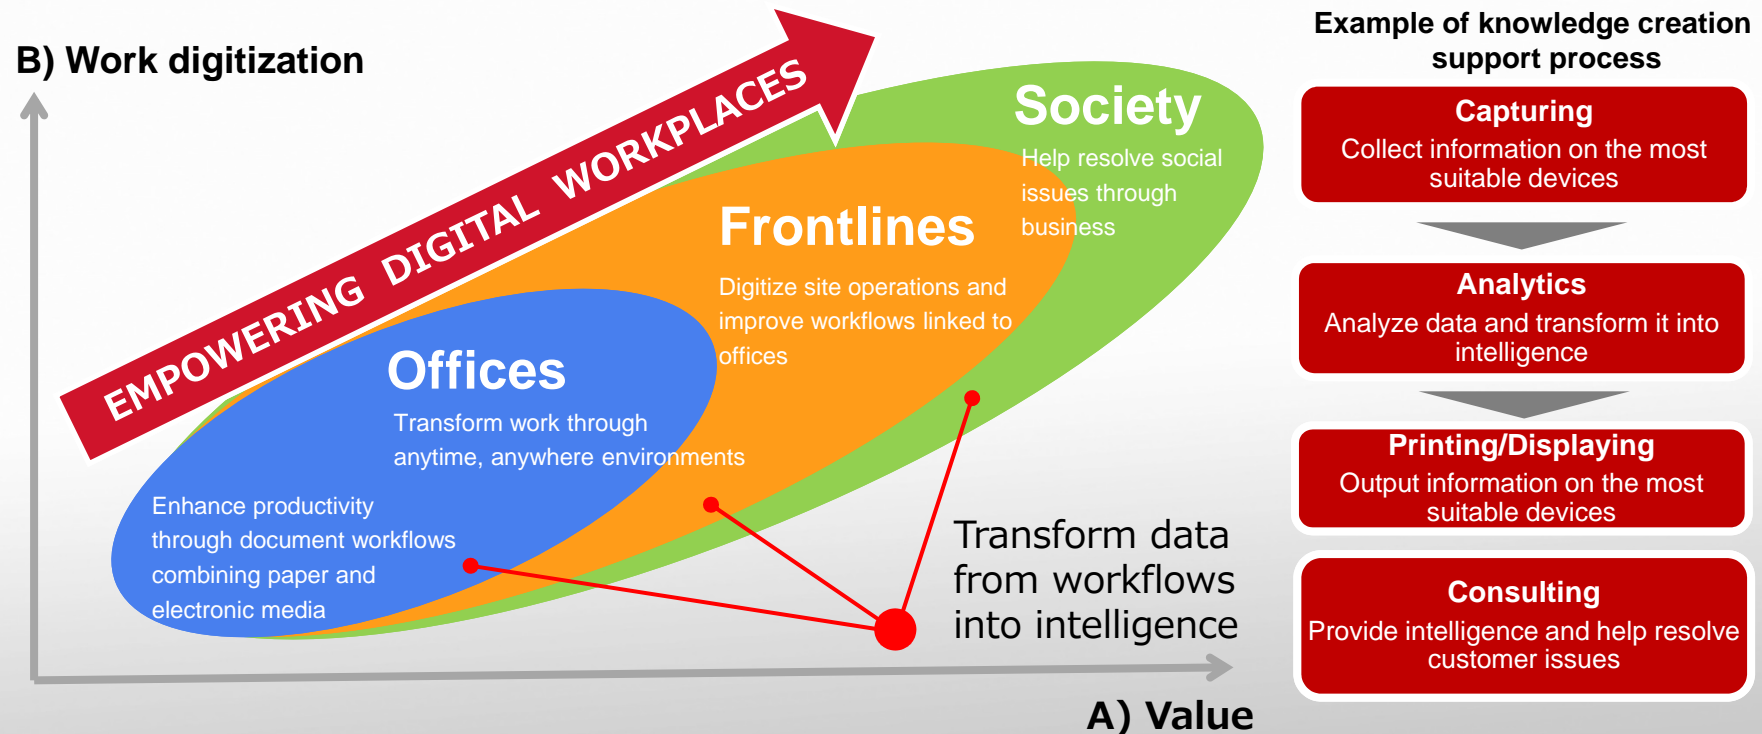 B) Work digitization
EMPOWERING DIGITAL WORKPLACES
Society
Help resolve social
issues through
business
Frontlines
Digitize site operations and
improve workflows linked to
offices
Offices
Transform work through
anytime, anywhere environments
Enhance productivity
through document workflows
combining paper and
electronic media
Transform data
from workflows
into intelligence
A) Value
Example of knowledge creation
support process
Capturing
Collect information on the most
suitable devices
Analytics
Analyze data and transform it into
intelligence
Printing/Displaying
Output information on the most
suitable devices
Consulting
Provide intelligence and help resolve
customer issues